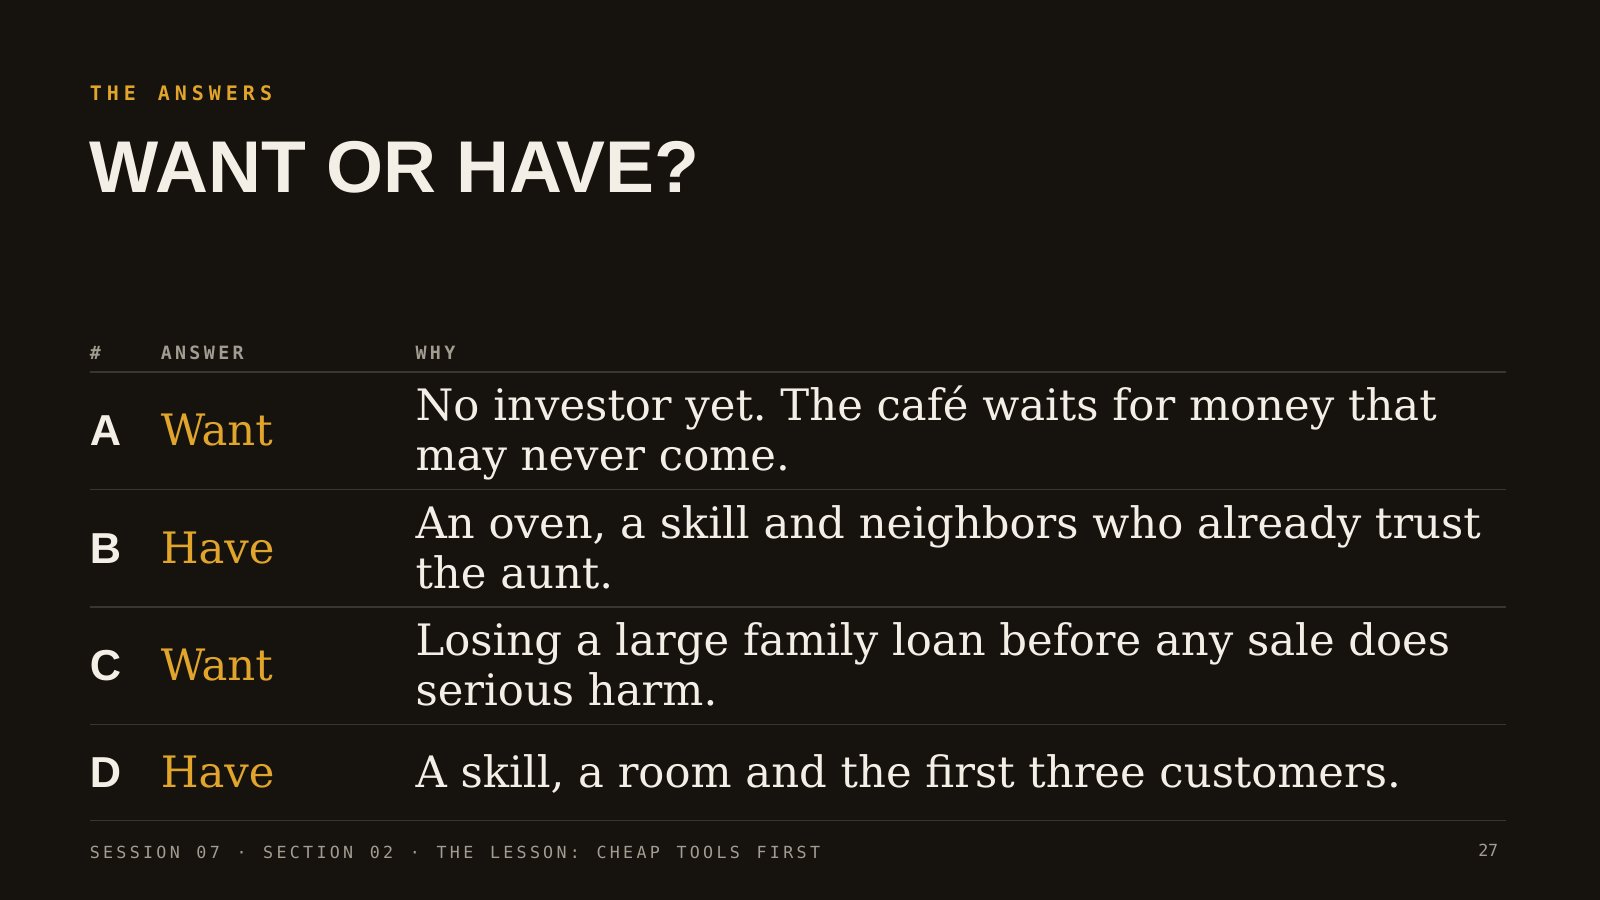 THE ANSWERS
WANT OR HAVE?
# ANSWER WHY
A Want No investor yet. The café waits for money that
may never come.
B Have An oven, a skill and neighbors who already trust
the aunt.
C Want Losing a large family loan before any sale does
serious harm.
D Have A skill, a room and the first three customers.
SESSION 07 · SECTION 02 · THE LESSON: CHEAP TOOLS FIRST 27